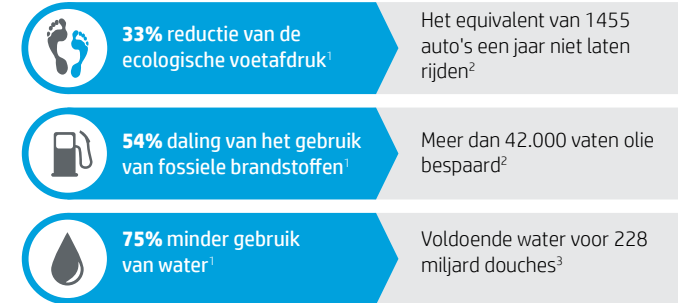 33% reductie van de
ecologische voetafdruk¹
Het equivalent van 1455
auto's een jaar niet laten
rijden²
54% daling van het gebruik
van fossiele brandstoffen¹
Meer dan 42.000 vaten olie
bespaard²
75% minder gebruik
van water¹
Voldoende water voor 228
miljard douches³